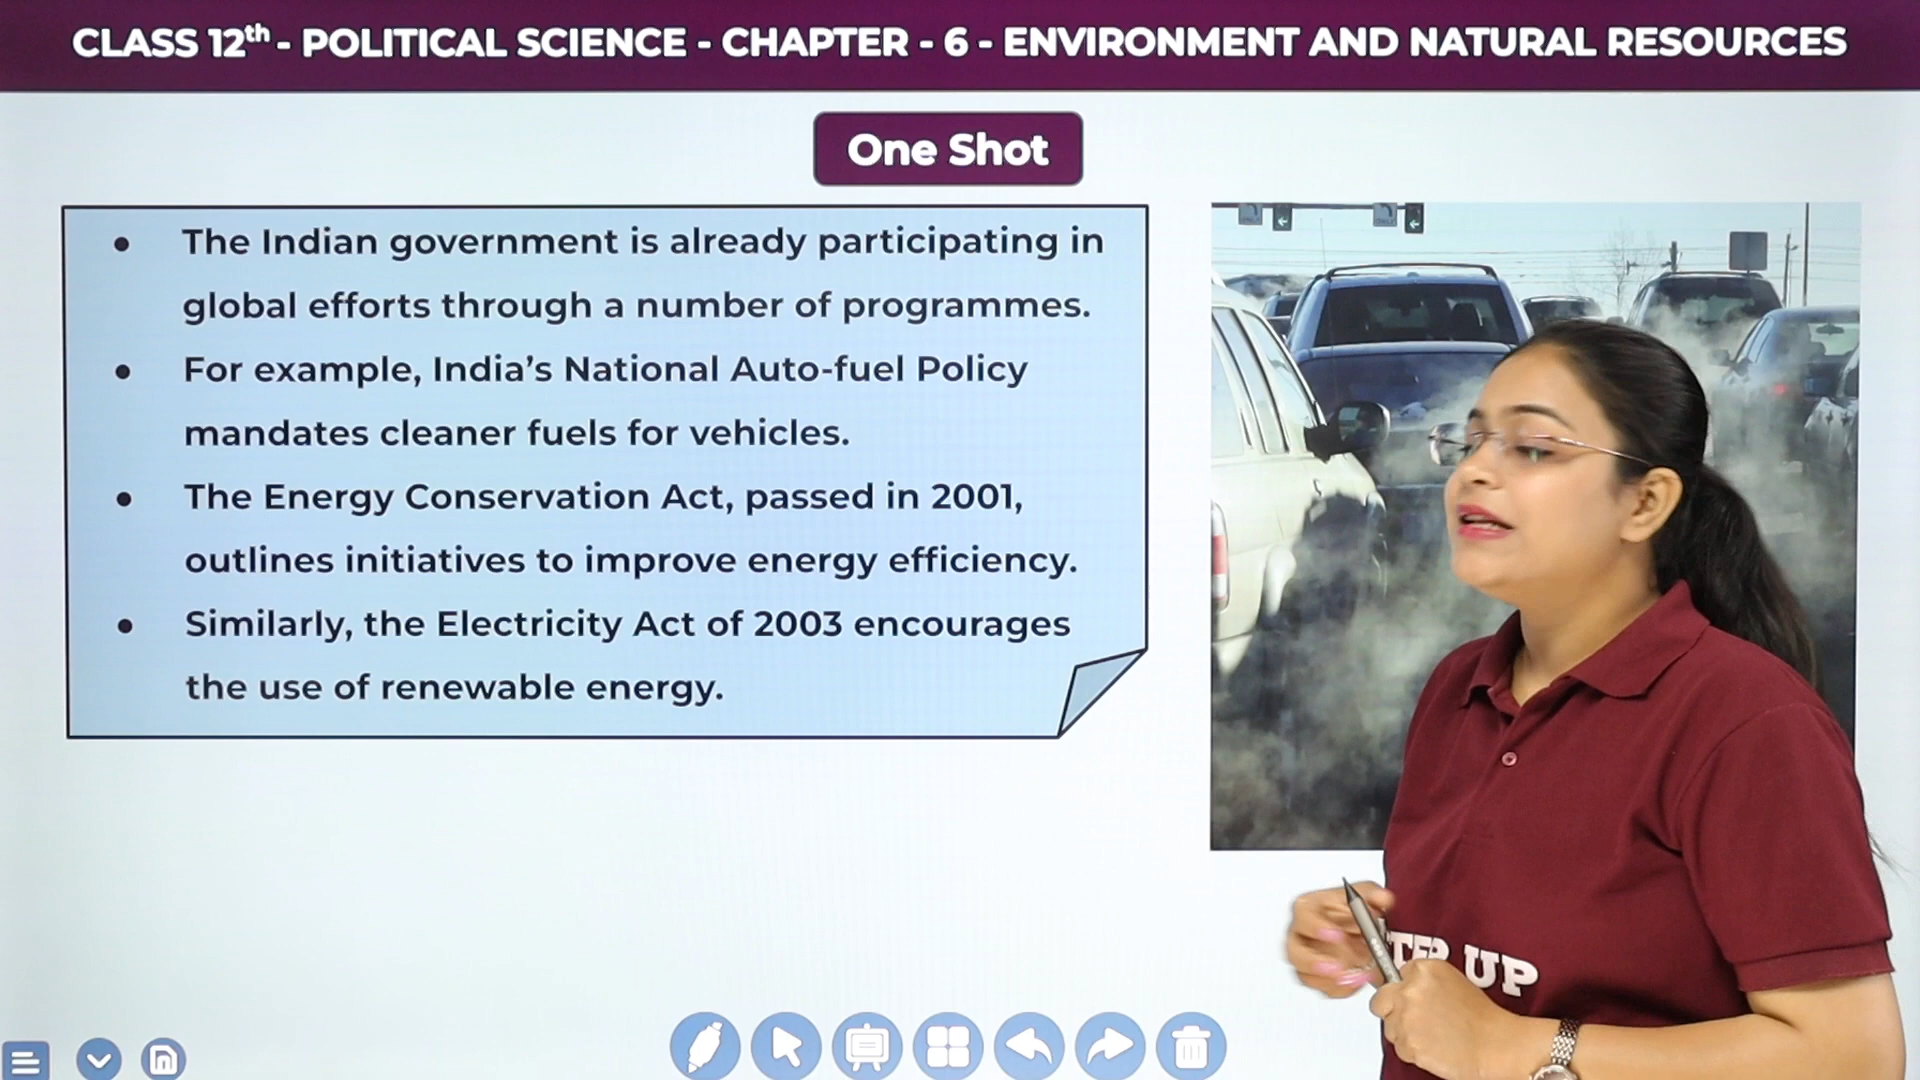 CLASS 12th - POLITICAL SCIENCE - CHAPTER - 6 - ENVIRONMENT AND NATURAL RESOURCES
One Shot
• The Indian government is already participating in
global efforts through a number of programmes.
• For example, India's National Auto-fuel Policy
mandates cleaner fuels for vehicles.
• The Energy Conservation Act, passed in 2001,
outlines initiatives to improve energy efficiency.
• Similarly, the Electricity Act of 2003 encourages
the use of renewable energy.
UP